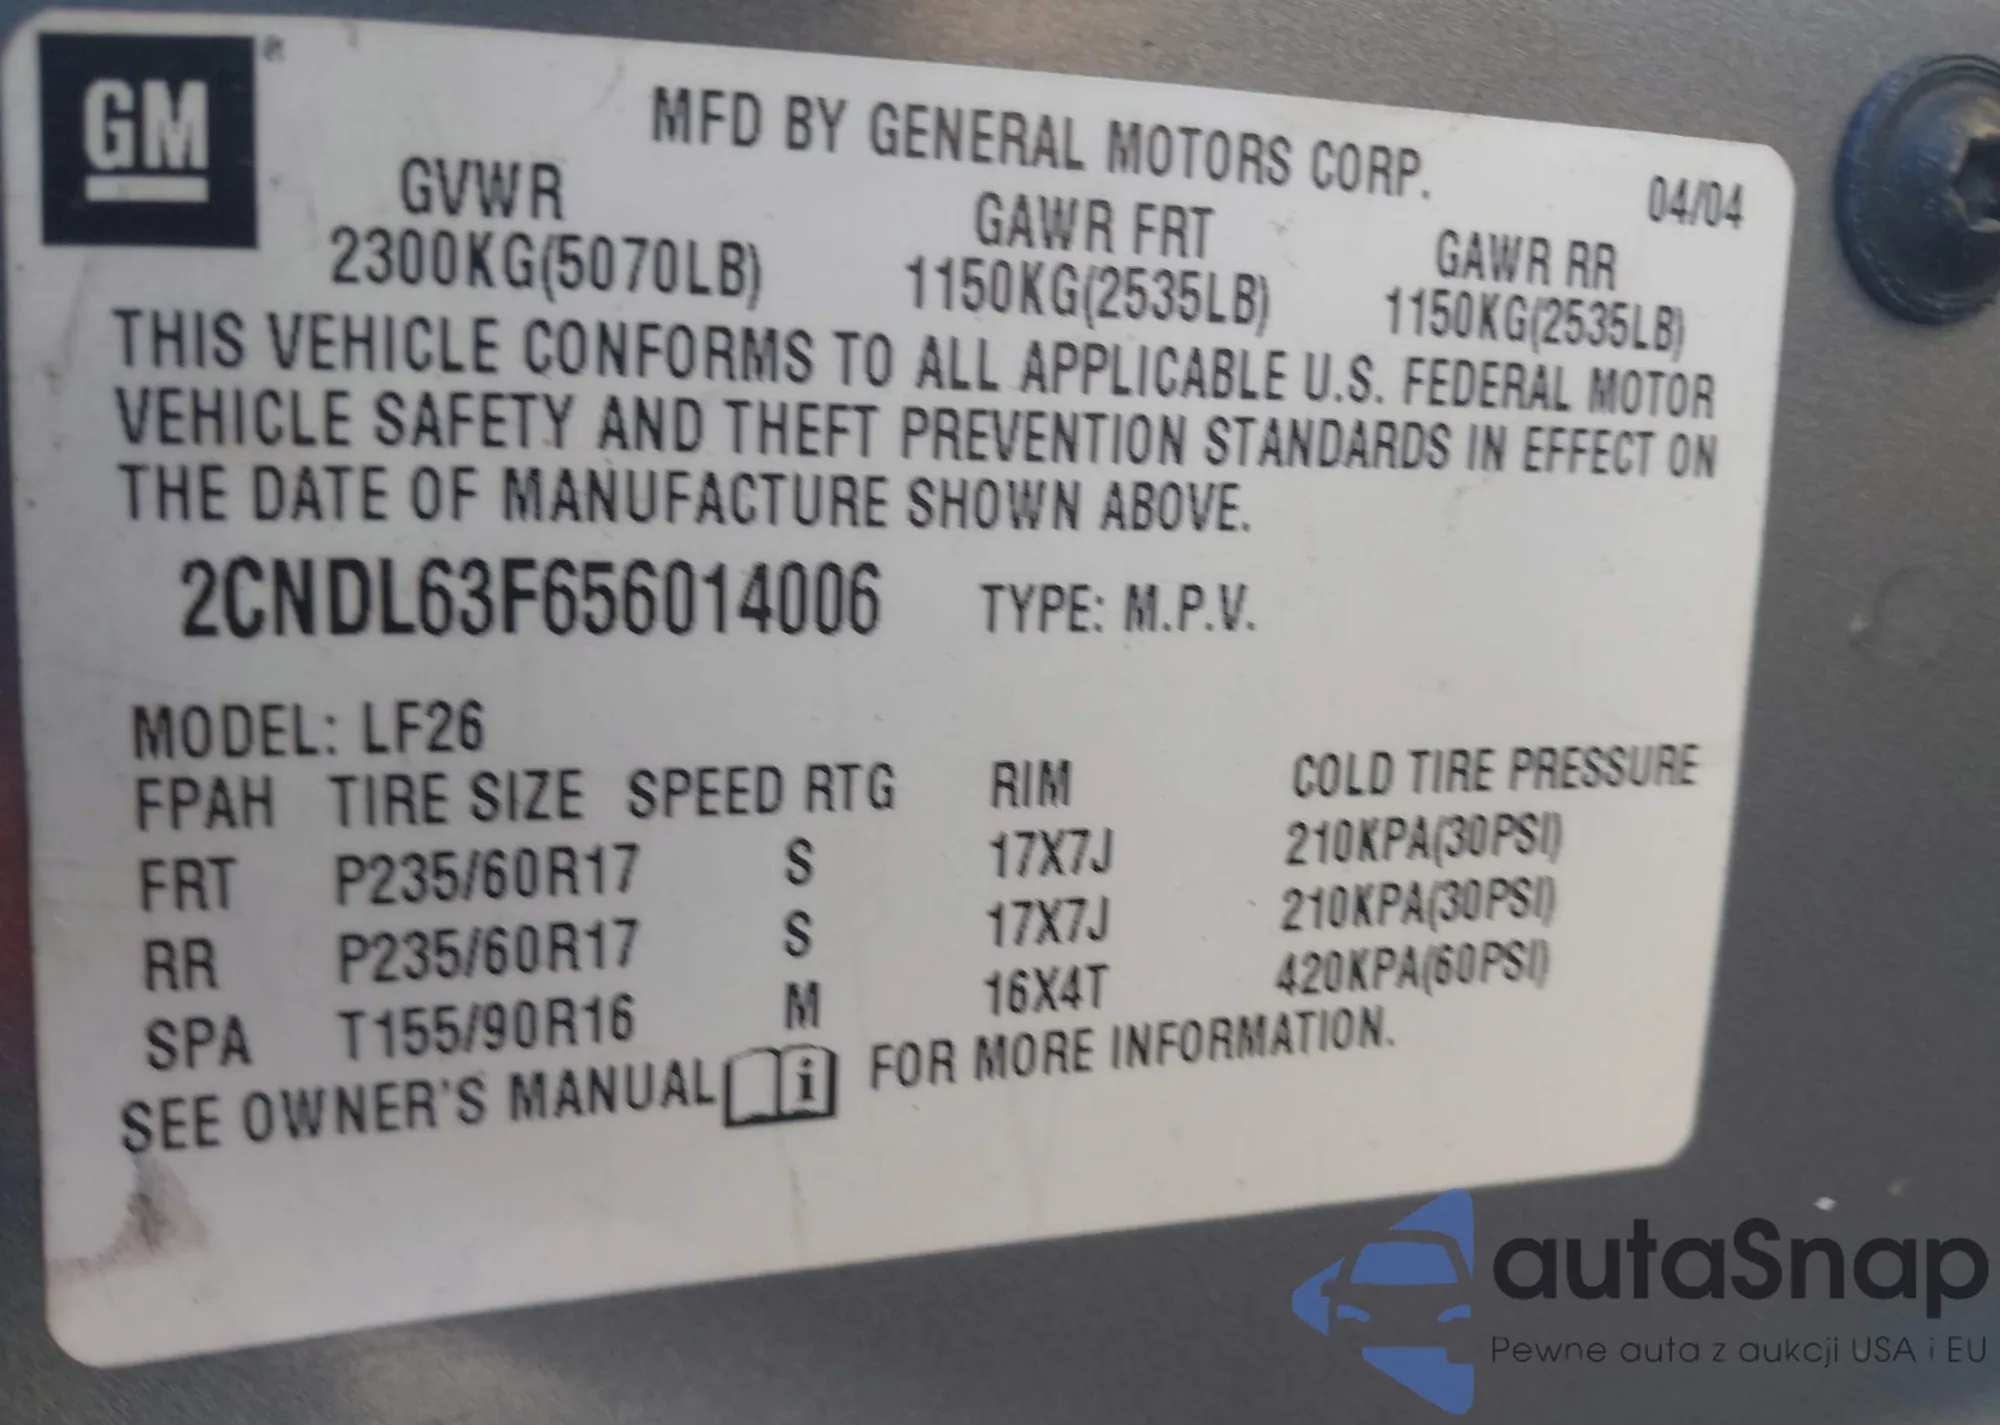 GM
MFD BY GENERAL MOTORS CORP.
04/04
GVWR GAWR FRT GAWR RR
2300KG(5070LB) 1150KG(2535LB) 1150KG(2535LB)
THIS VEHICLE CONFORMS TO ALL APPLICABLE U.S. FEDERAL MOTOR
VEHICLE SAFETY AND THEFT PREVENTION STANDARDS IN EFFECT ON
THE DATE OF MANUFACTURE SHOWN ABOVE.
2CNDL63F656014006 TYPE: M.P.V.
MODEL: LF26
FPAH TIRE SIZE SPEED RTG RIM COLD TIRE PRESSURE
FRT P235/60R17 S 17X7J 210KPA(30PSI)
RR P235/60R17 S 17X7J 210KPA(30PSI)
SPA T155/90R16 M 16X4T 420KPA(60PSI)
SEE OWNER'S MANUAL i FOR MORE INFORMATION.
autaSnap
Pewne auta z aukcji USA i EU